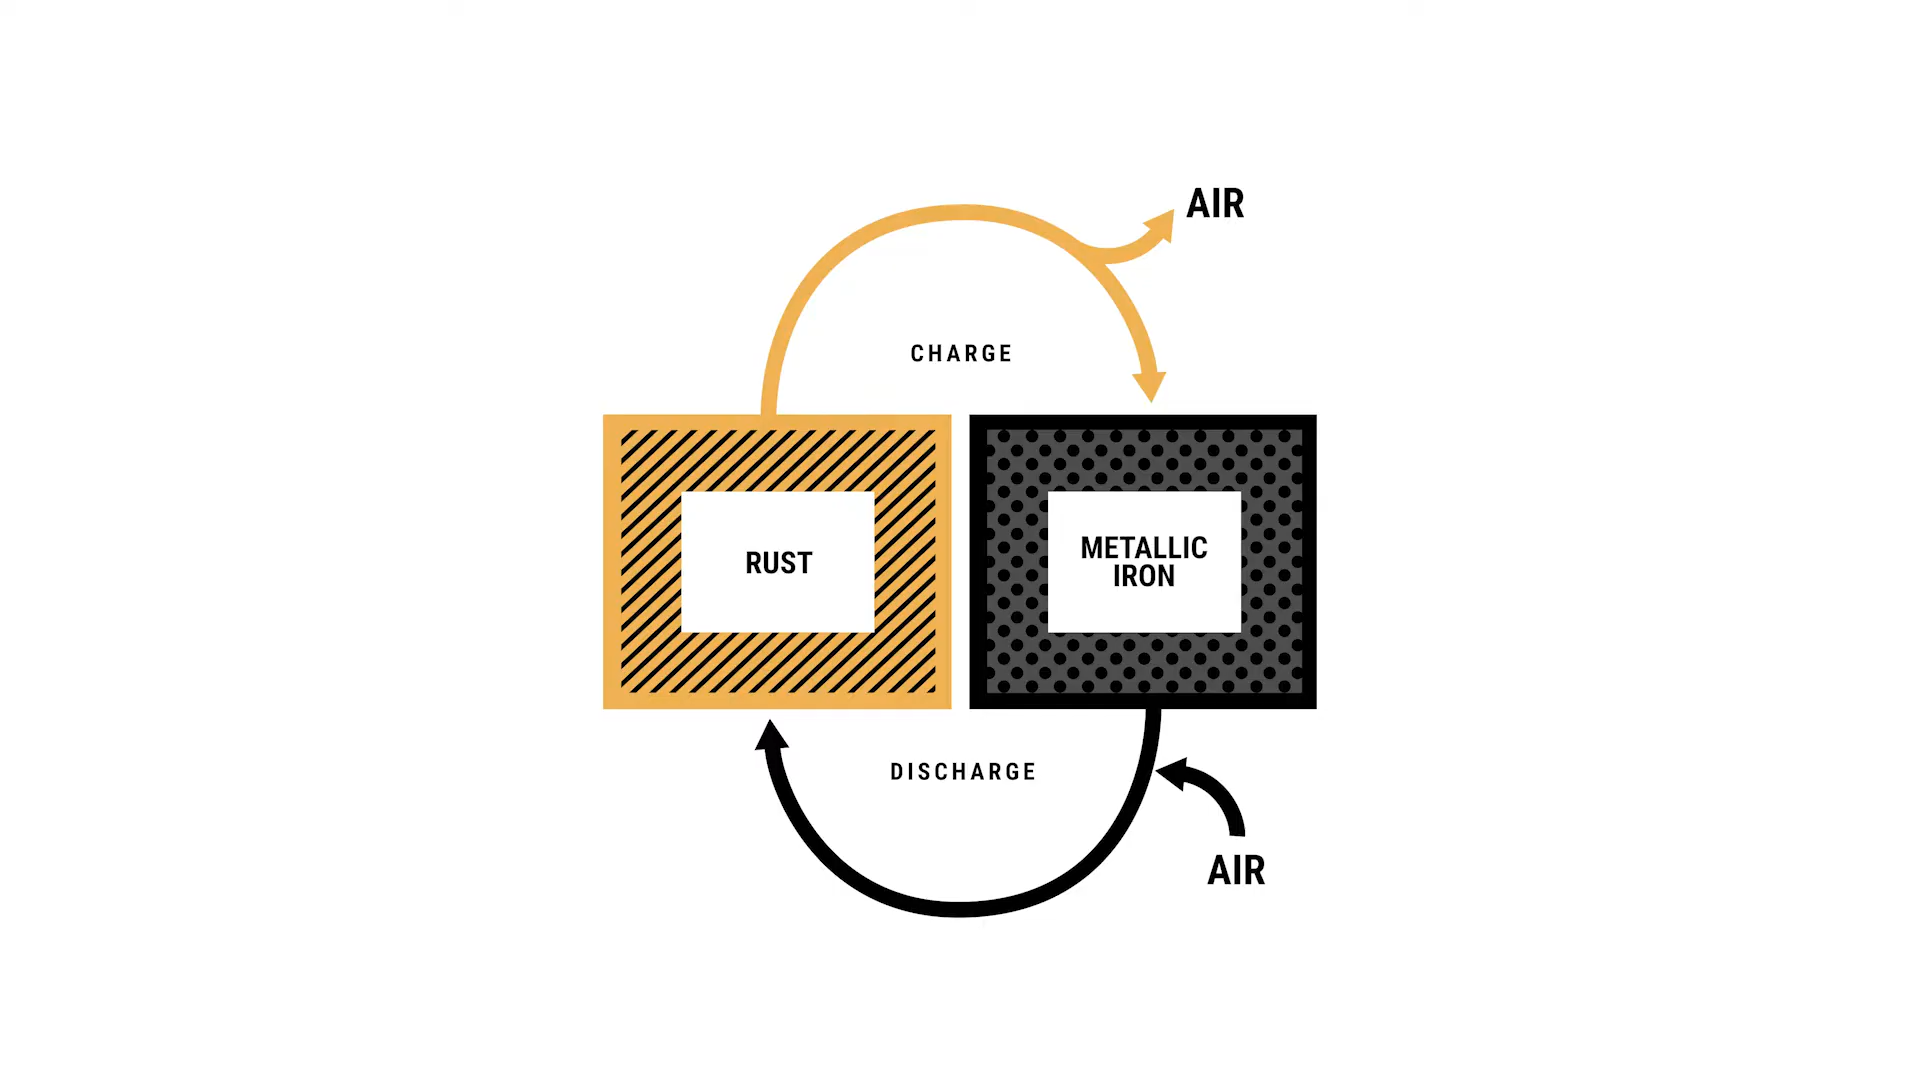 AIR
CHARGE
RUST
METALLIC
IRON
DISCHARGE
AIR